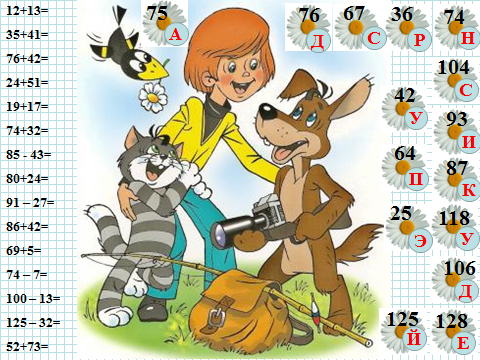 12+13=
35+41=
76+42=
24+51=
19+17=
74+32=
85 - 43=
80+24=
91 – 27=
86+42=
69+5=
74 – 7=
100 – 13=
125 – 32=
52+73=
75 А
76 Д
67 С
36 Р
74 Н
104 С
42 У
93 И
64 П
87 К
25 Э
118 У
106 Д
125 Й
128 Е